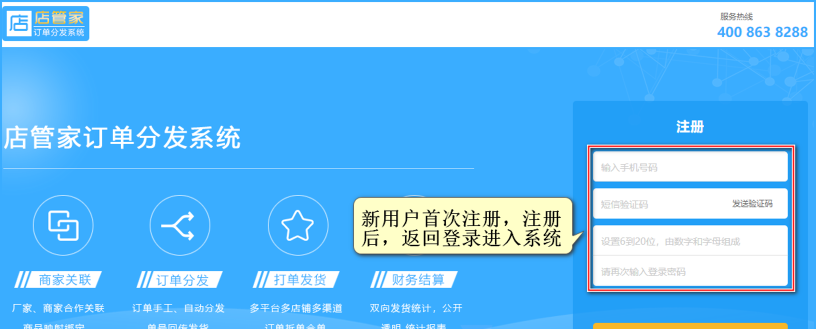 店 店管家
订单分发系统
服务热线
400 863 8288
店管家订单分发系统
注册
输入手机号码
短信验证码 发送验证码
设置6到20位，由数字和字母组成
请再次输入登录密码
新用户首次注册，注册
后，返回登录进入系统
商家关联
订单分发
打单发货
财务结算
厂家、商家合作关联
订单手工、自动分发
多平台多店铺多渠道
双向发货统计，公开